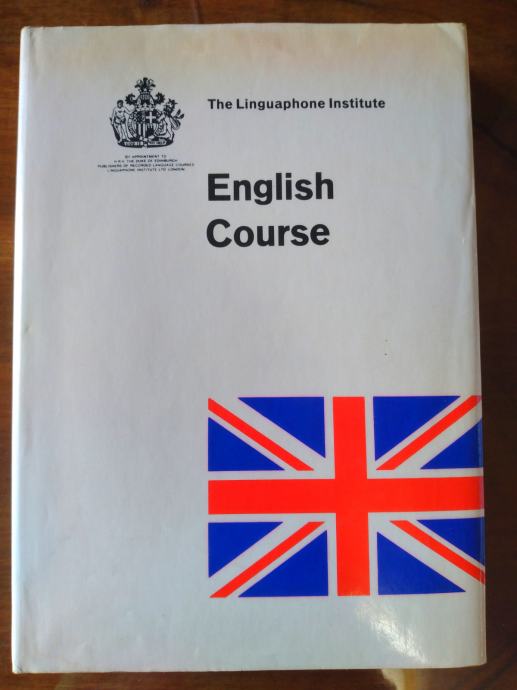 The Linguaphone Institute
BY APPOINTMENT TO
H.R.H. THE DUKE OF EDINBURGH
PUBLISHERS OF RECORDED LANGUAGE COURSES
LINGUAPHONE INSTITUTE LTD LONDON
English
Course